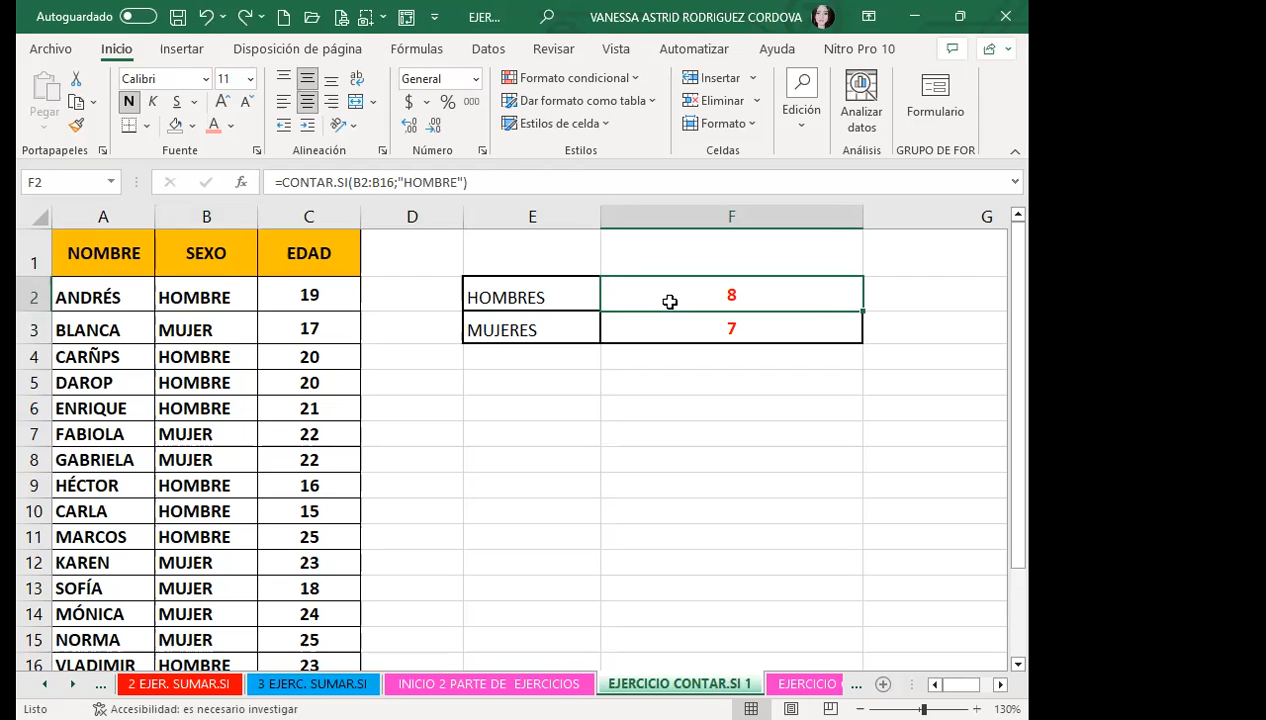 Autoguardado EJER... VANESSA ASTRID RODRIGUEZ CORDOVA
Archivo Inicio Insertar Disposición de página Fórmulas Datos Revisar Vista Automatizar Ayuda Nitro Pro 10
Pegar Calibri 11 General Formato condicional Insertar Edición Analizar datos Formulario
N K S $ % 000 Dar formato como tabla Eliminar
Estilos de celda Formato
Portapapeles Fuente Alineación Número Estilos Celdas Análisis GRUPO DE FOR
F2 fx =CONTAR.SI(B2:B16;"HOMBRE")
A B C D E F G
1 NOMBRE SEXO EDAD
2 ANDRÉS HOMBRE 19 HOMBRES 8
3 BLANCA MUJER 17 MUJERES 7
4 CARÑPS HOMBRE 20
5 DAROP HOMBRE 20
6 ENRIQUE HOMBRE 21
7 FABIOLA MUJER 22
8 GABRIELA MUJER 22
9 HÉCTOR HOMBRE 16
10 CARLA HOMBRE 15
11 MARCOS HOMBRE 25
12 KAREN MUJER 23
13 SOFÍA MUJER 18
14 MÓNICA MUJER 24
15 NORMA MUJER 25
16 VLADIMIR HOMBRE 23
... 2 EJER. SUMAR.SI 3 EJERC. SUMAR.SI INICIO 2 PARTE DE EJERCICIOS EJERCICIO CONTAR.SI 1 EJERCICIO ...
Listo Accesibilidad: es necesario investigar 130%